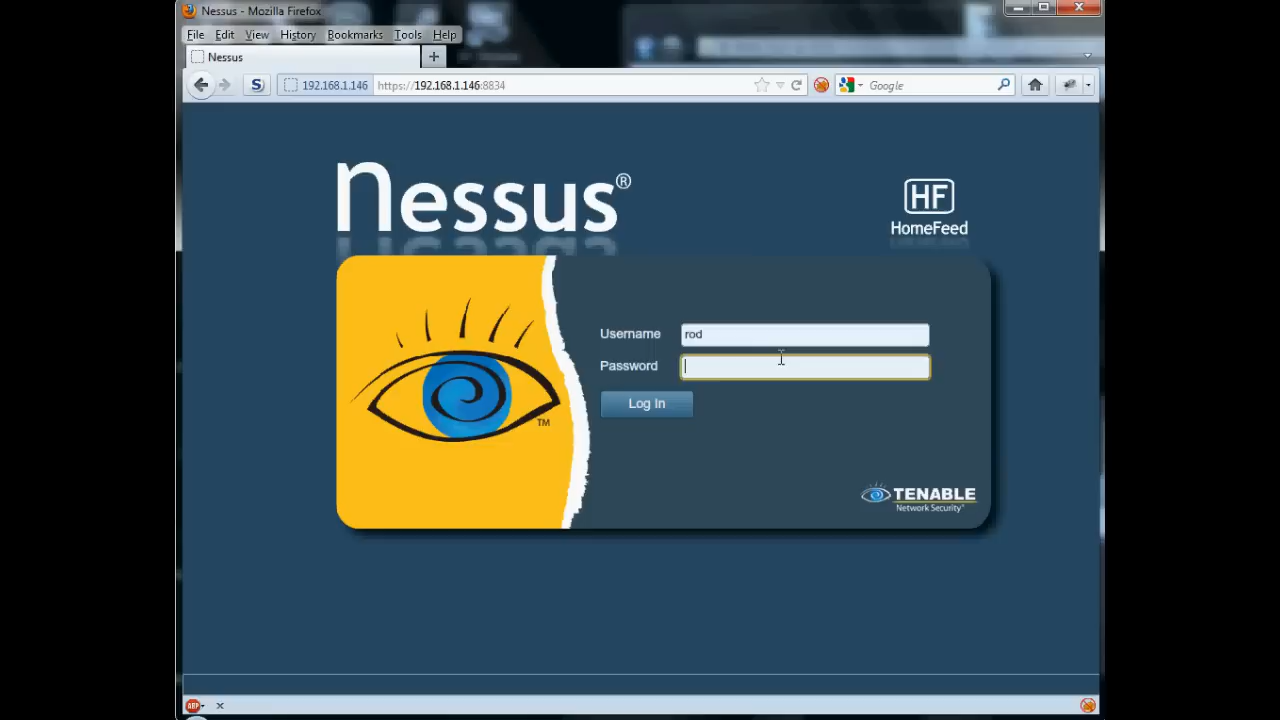 Nessus - Mozilla Firefox
File Edit View History Bookmarks Tools Help
Nessus
192.168.1.146 https://192.168.1.146:8834 Google
nessus®
HF
HomeFeed
Username rod
Password
Log In
TM
TENABLE
Network Security®
ABP